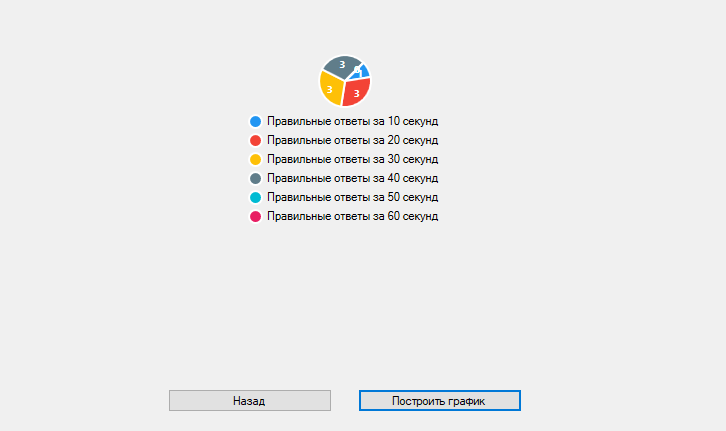 3
3
3
Правильные ответы за 10 секунд
Правильные ответы за 20 секунд
Правильные ответы за 30 секунд
Правильные ответы за 40 секунд
Правильные ответы за 50 секунд
Правильные ответы за 60 секунд
Назад
Построить график